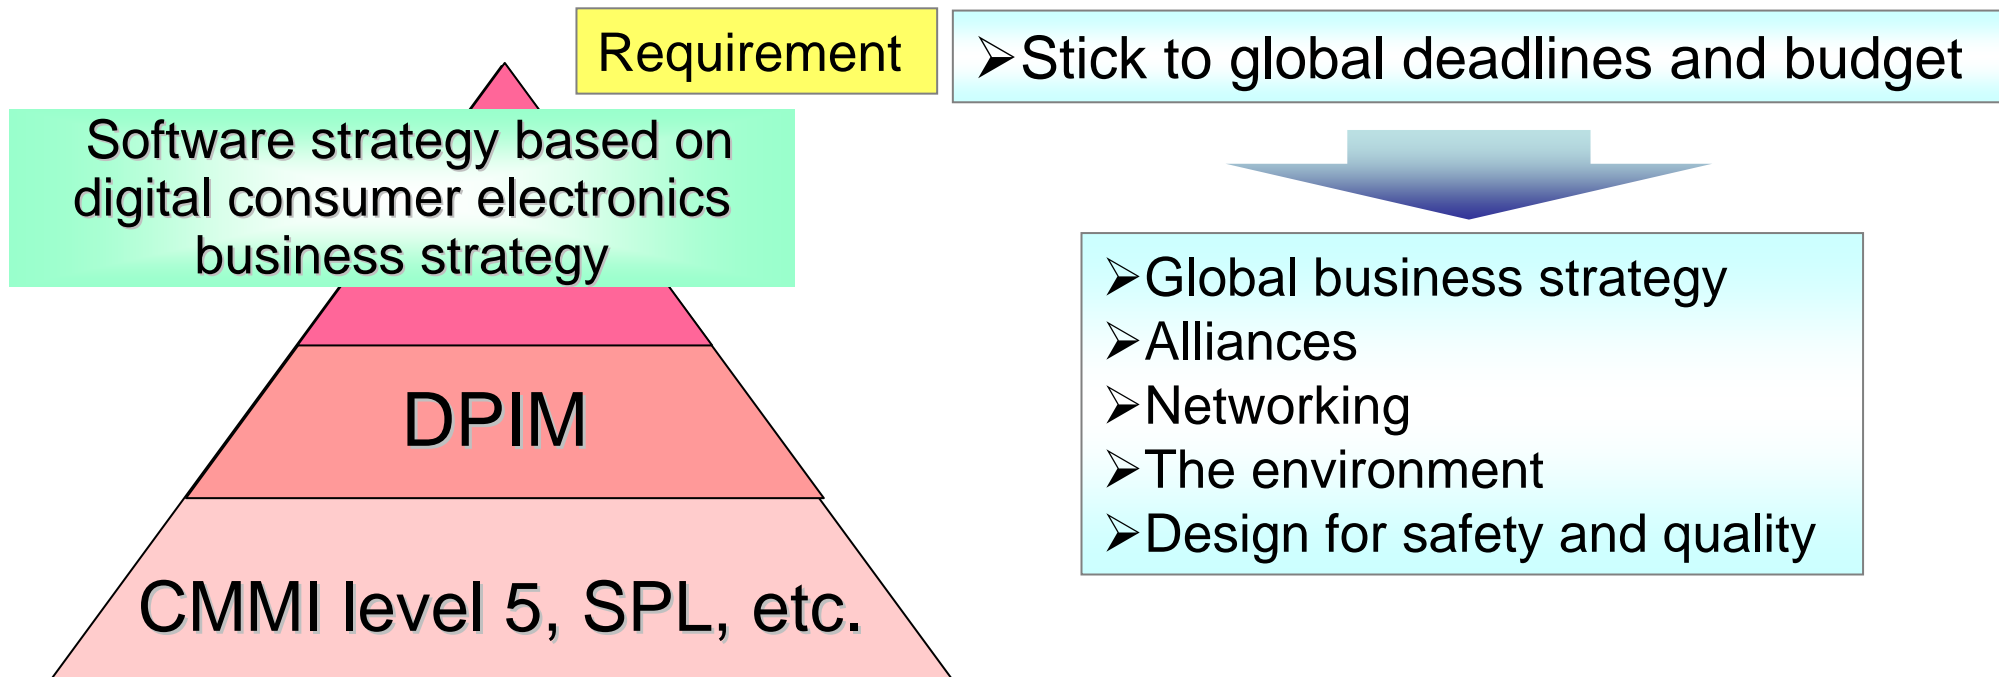 Requirement
➢Stick to global deadlines and budget
Software strategy based on
digital consumer electronics
business strategy
DPIM
CMMI level 5, SPL, etc.
➢Global business strategy
➢Alliances
➢Networking
➢The environment
➢Design for safety and quality